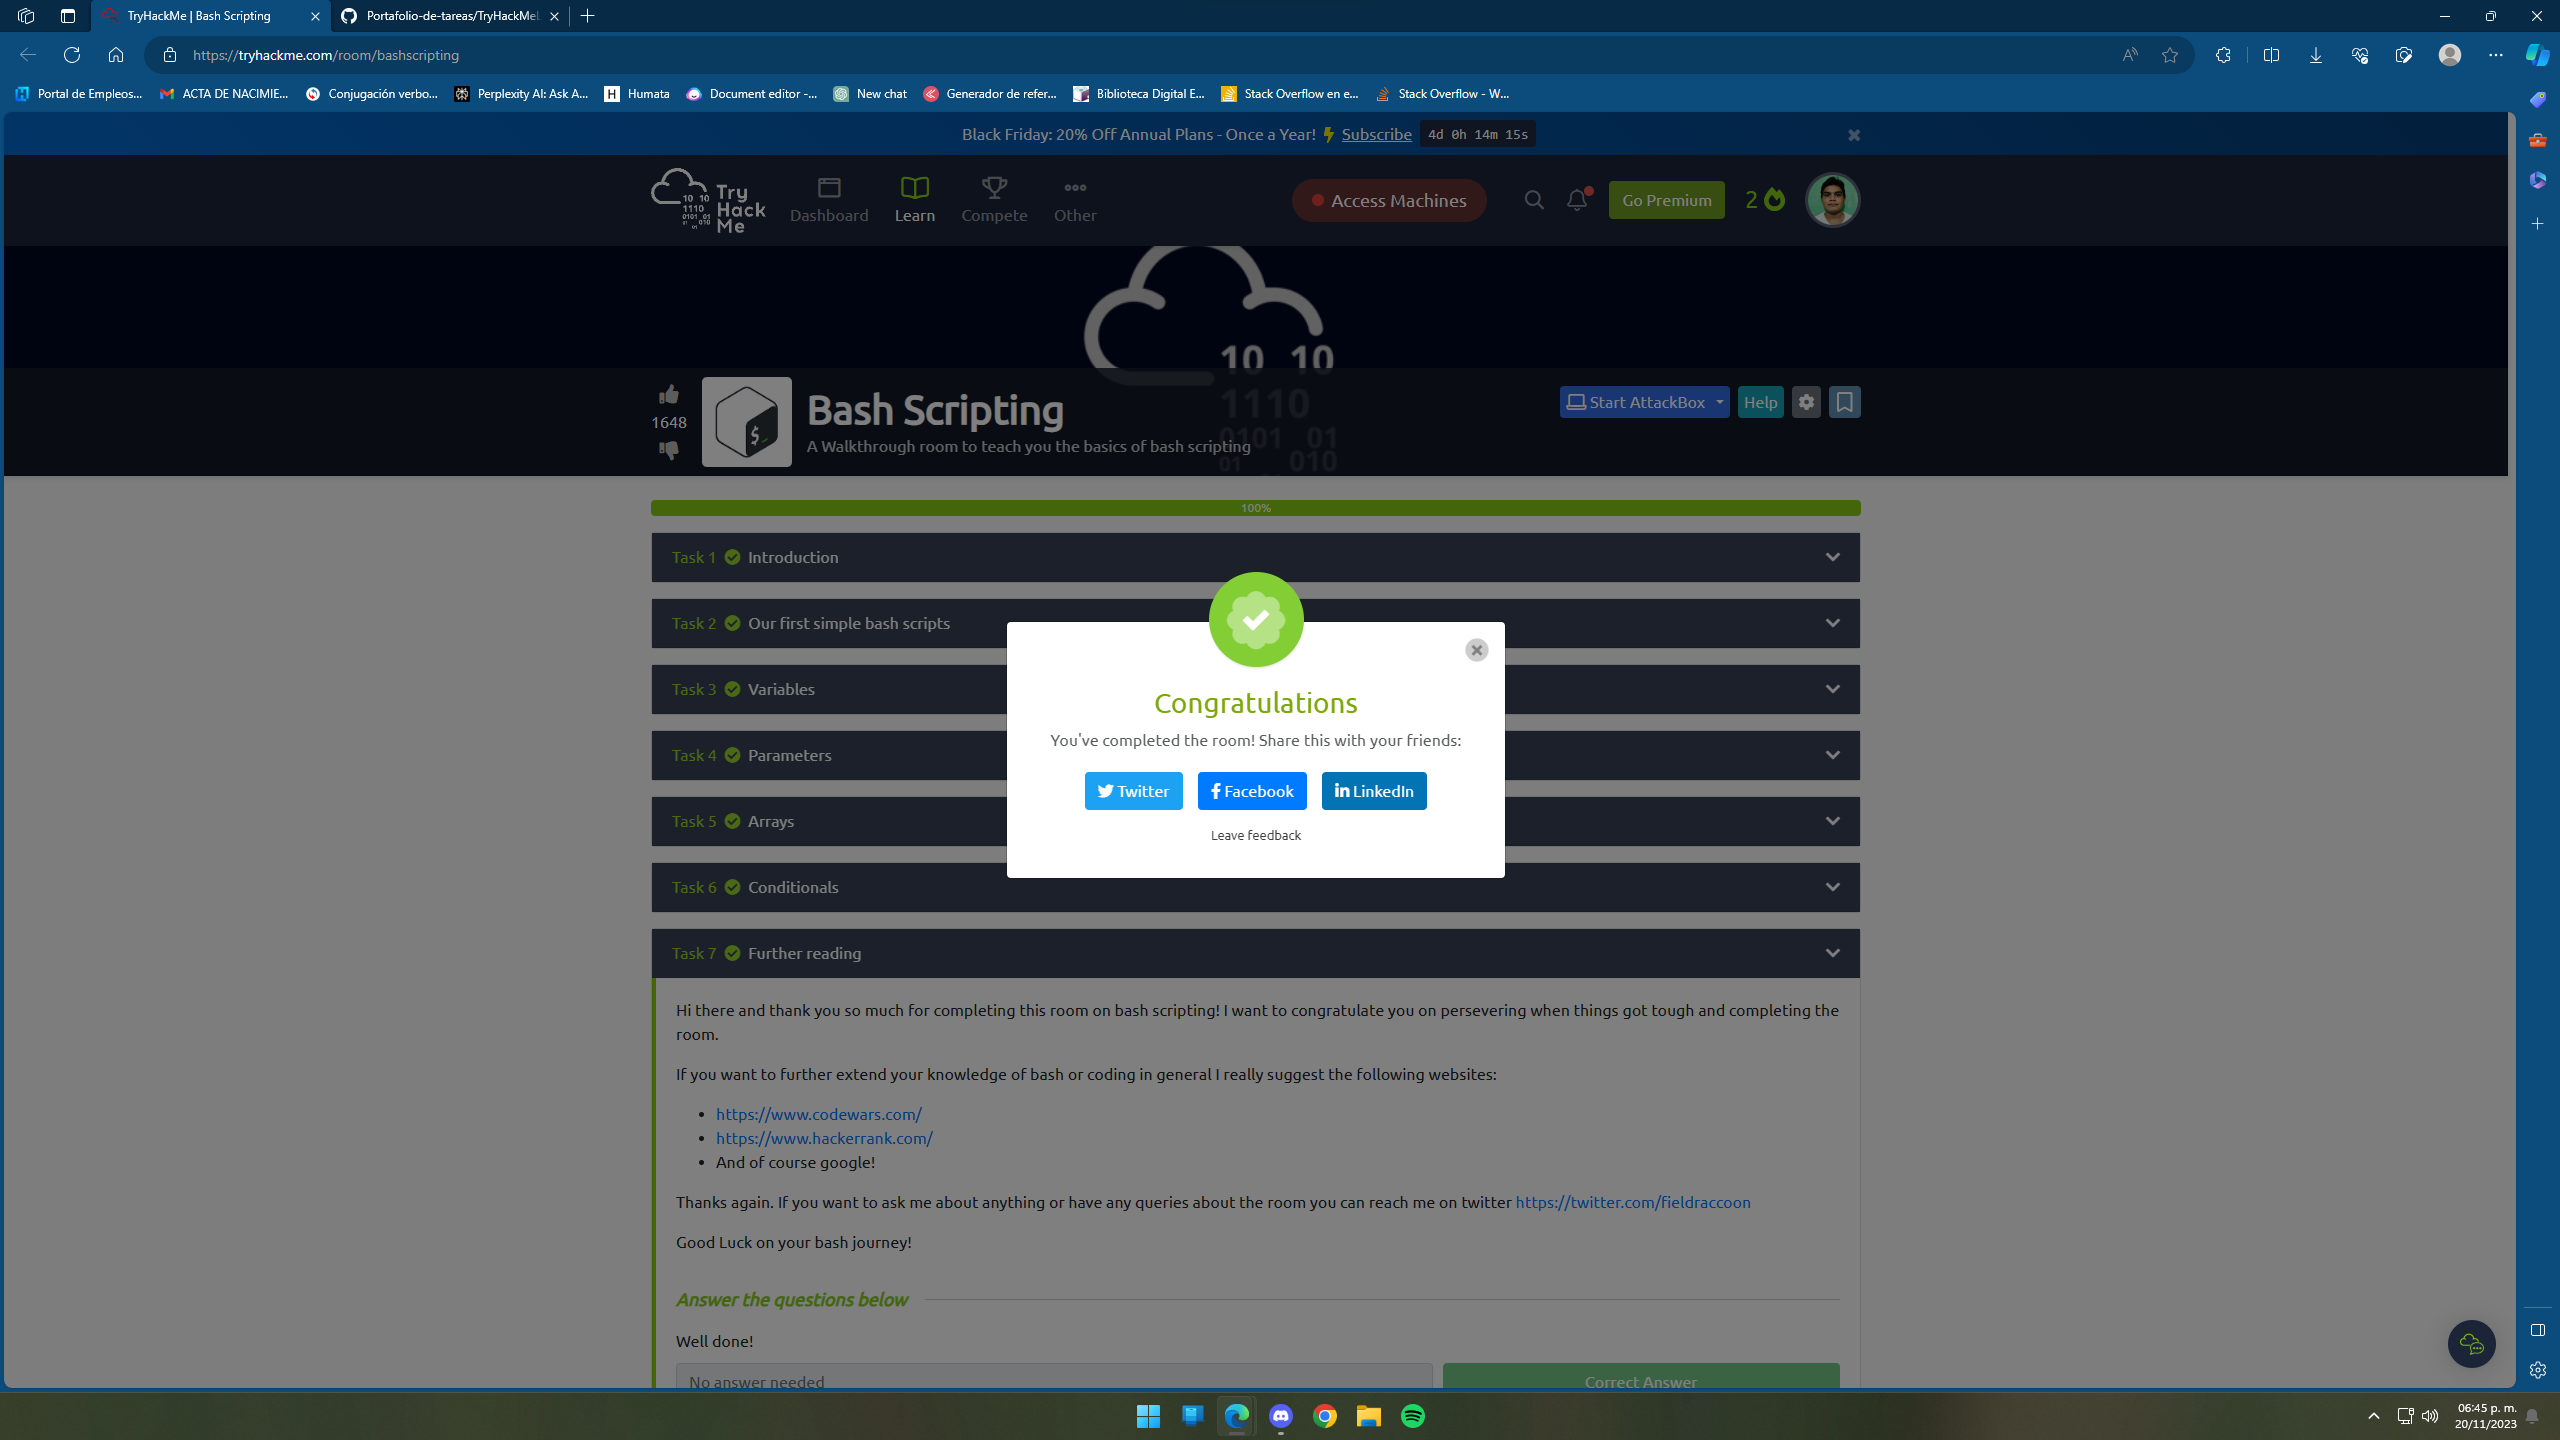 TryHackMe | Bash Scripting
Portafolio-de-tareas/TryHackMeL
https://tryhackme.com/room/bashscripting
Portal de Empleos...
ACTA DE NACIMIE...
Conjugación verbo...
Perplexity AI: Ask A...
Humata
Document editor -...
New chat
Generador de refer...
Biblioteca Digital E...
Stack Overflow en e...
Stack Overflow - W...
Black Friday: 20% Off Annual Plans - Once a Year! Subscribe 4d 0h 14m 15s
Try
Hack
Me
Dashboard
Learn
Compete
Other
Access Machines
Go Premium
2
1648
Bash Scripting
A Walkthrough room to teach you the basics of bash scripting
Start AttackBox
Help
100%
Task 1 Introduction
Task 2 Our first simple bash scripts
Task 3 Variables
Task 4 Parameters
Task 5 Arrays
Task 6 Conditionals
Task 7 Further reading
Congratulations
You've completed the room! Share this with your friends:
Twitter
Facebook
LinkedIn
Leave feedback
Hi there and thank you so much for completing this room on bash scripting! I want to congratulate you on persevering when things got tough and completing the
room.
If you want to further extend your knowledge of bash or coding in general I really suggest the following websites:
https://www.codewars.com/
https://www.hackerrank.com/
And of course google!
Thanks again. If you want to ask me about anything or have any queries about the room you can reach me on twitter https://twitter.com/fieldraccoon
Good Luck on your bash journey!
Answer the questions below
Well done!
No answer needed
Correct Answer
06:45 p. m.
20/11/2023